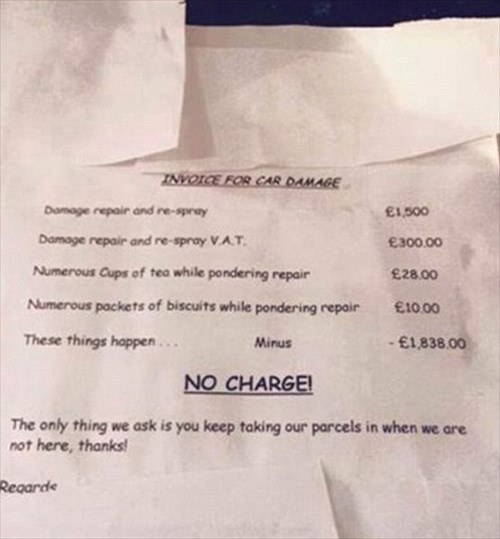 INVOICE FOR CAR DAMAGE
Damage repair and re-spray £1,500
Damage repair and re-spray V.A.T. £300.00
Numerous Cups of tea while pondering repair £28.00
Numerous packets of biscuits while pondering repair £10.00
These things happen . . . Minus - £1,838.00
NO CHARGE!
The only thing we ask is you keep taking our parcels in when we are
not here, thanks!
Regards